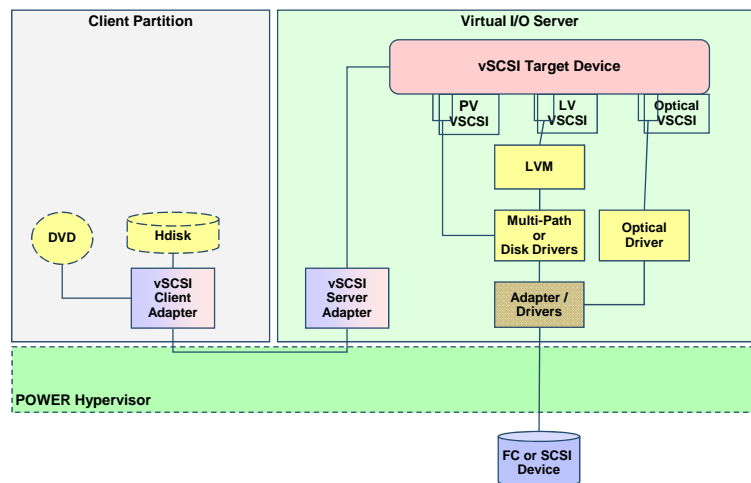 Client Partition
Virtual I/O Server
vSCSI Target Device
PV
VSCSI
LV
VSCSI
Optical
VSCSI
LVM
DVD
Hdisk
Multi-Path
or
Disk Drivers
Optical
Driver
vSCSI
Client
Adapter
vSCSI
Server
Adapter
Adapter /
Drivers
POWER Hypervisor
FC or SCSI
Device